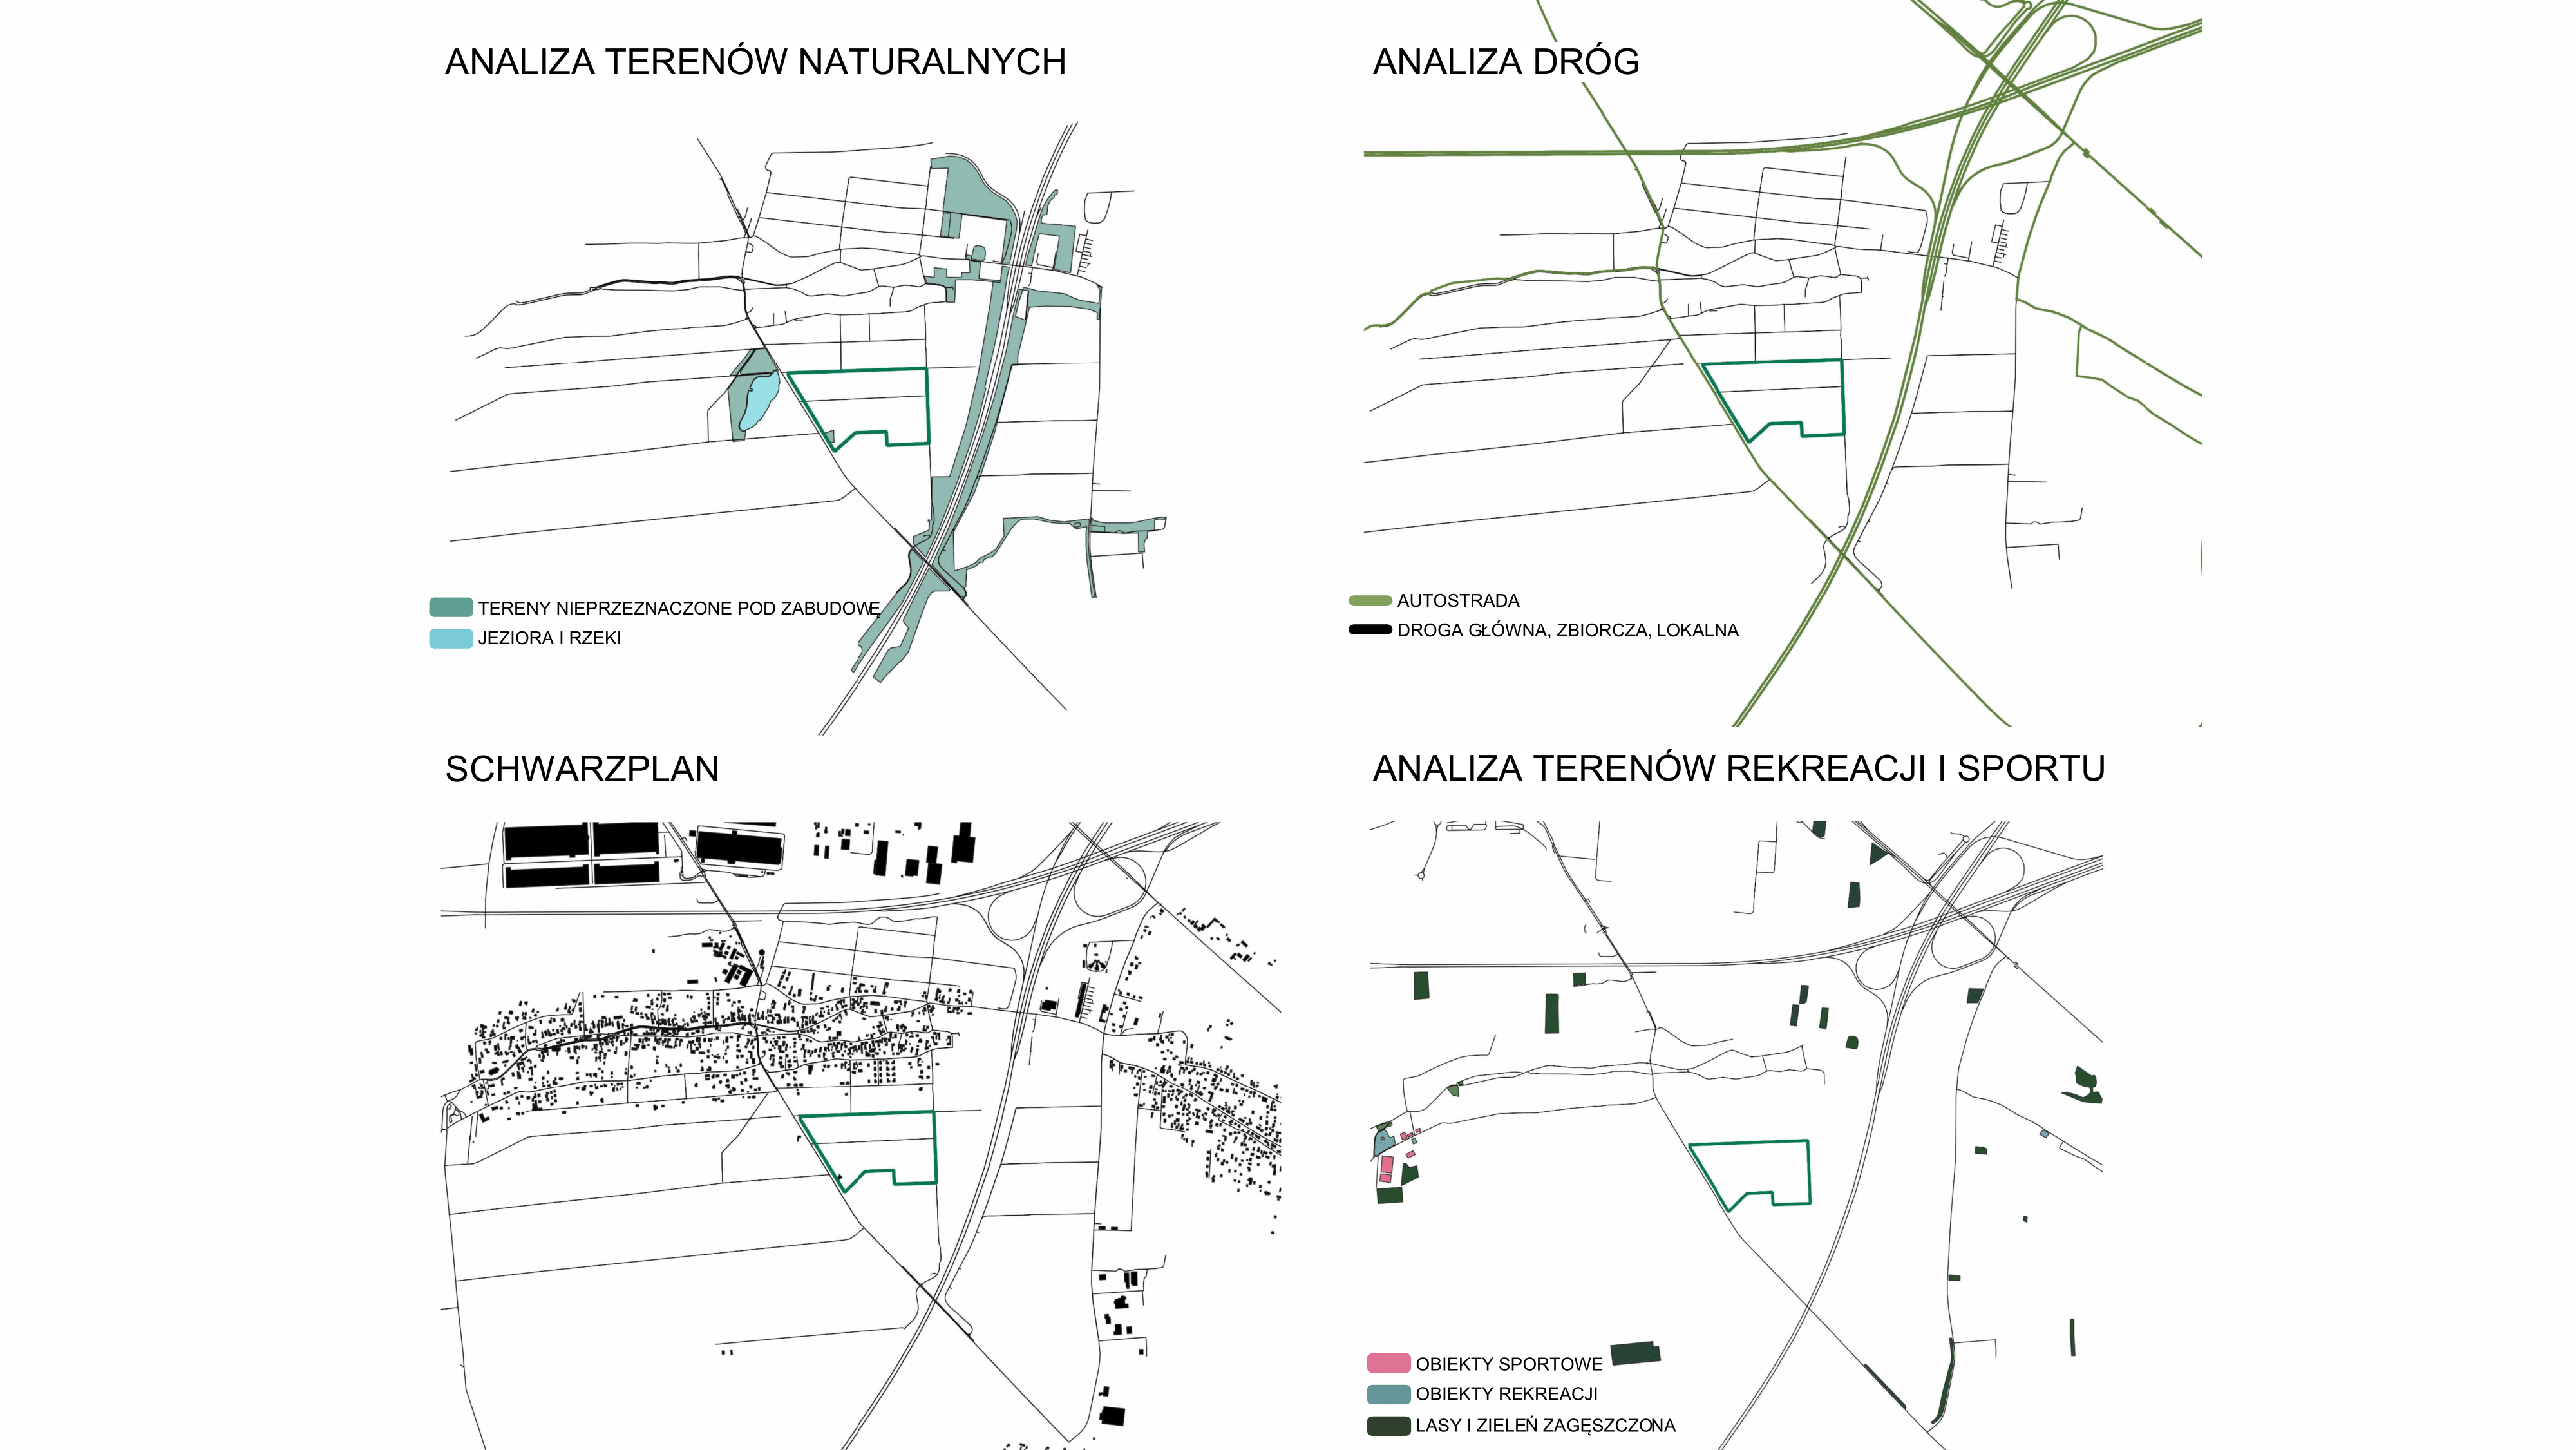 ANALIZA TERENÓW NATURALNYCH
TERENY NIEPRZEZNACZONE POD ZABUDOWĘ
JEZIORA I RZEKI
ANALIZA DRÓG
AUTOSTRADA
DROGA GŁÓWNA, ZBIORCZA, LOKALNA
SCHWARZPLAN
ANALIZA TERENÓW REKREACJI I SPORTU
OBIEKTY SPORTOWE
OBIEKTY REKREACJI
LASY I ZIELEŃ ZAGĘSZCZONA